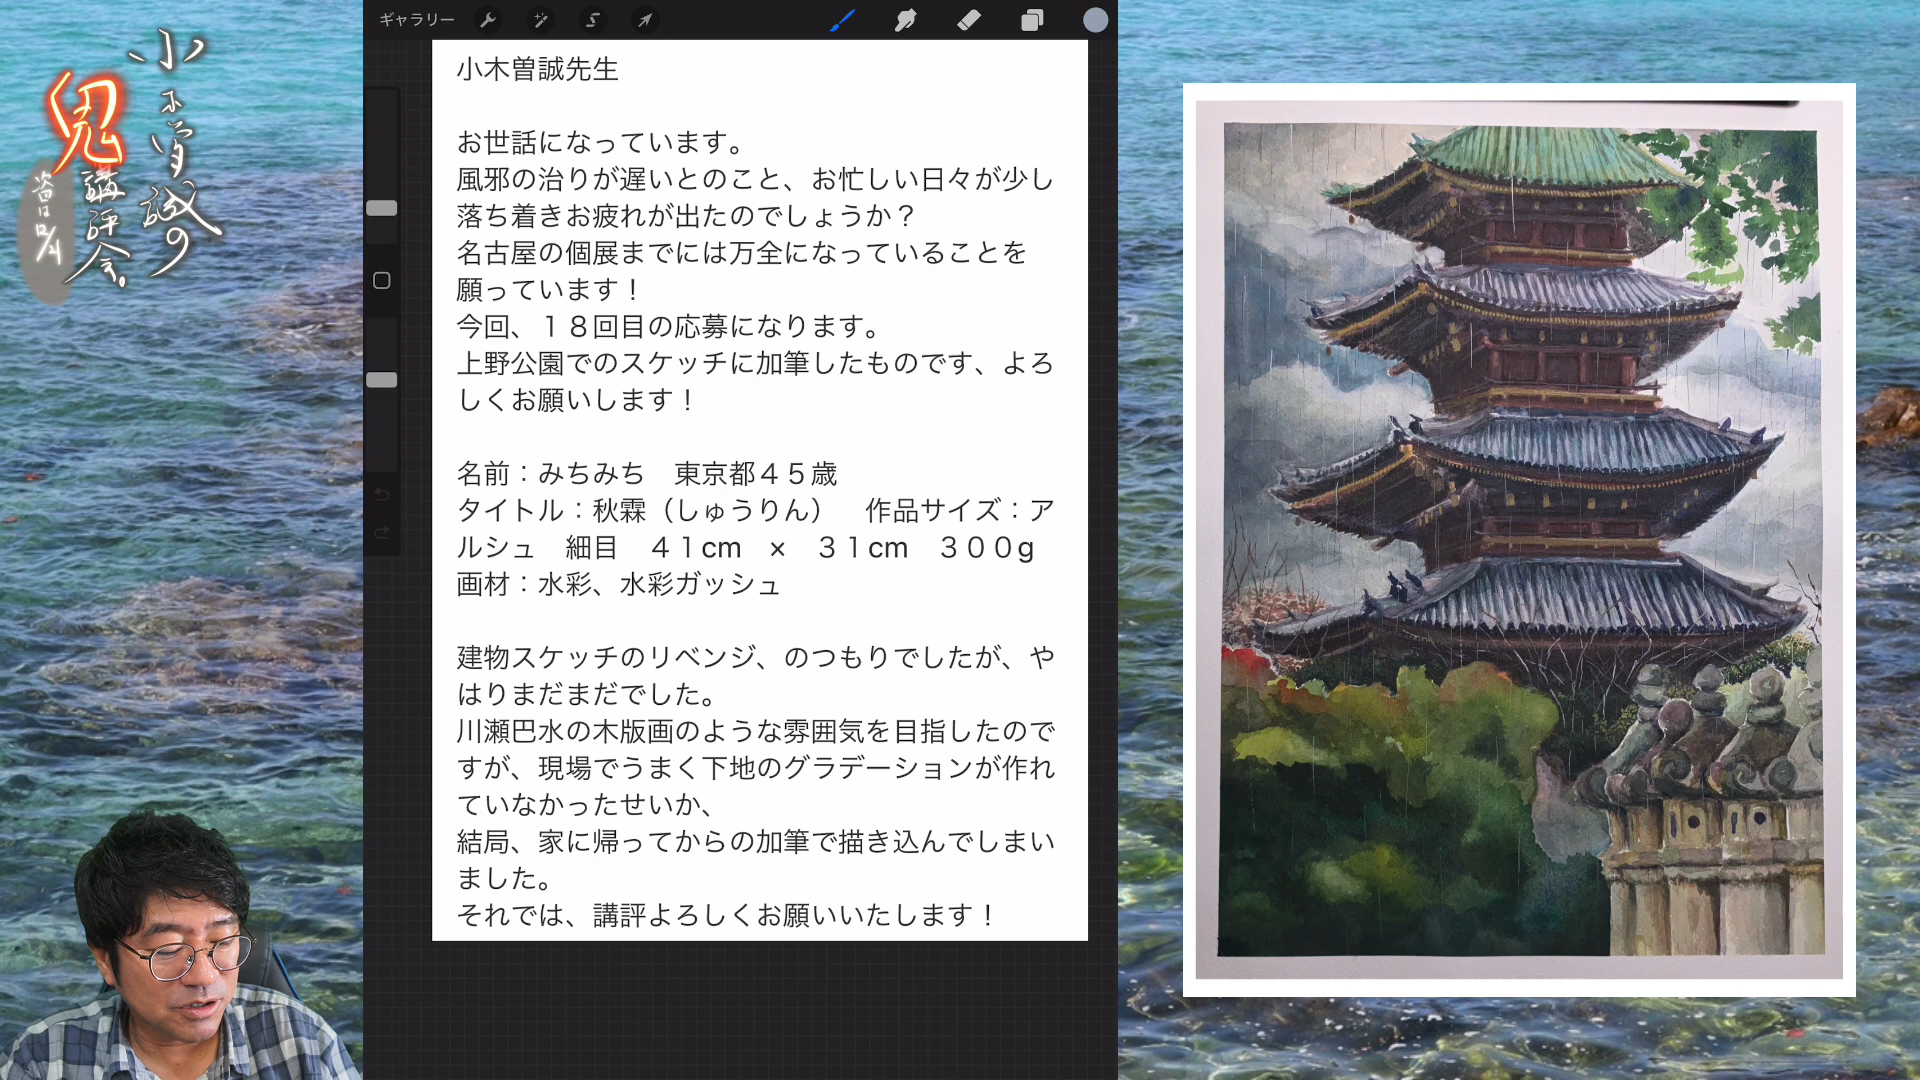 小木曽誠の
鬼
講評会。
ギャラリー
小木曽誠先生
お世話になっています。
風邪の治りが遅いとのこと、お忙しい日々が少し
落ち着きお疲れが出たのでしょうか？
名古屋の個展までには万全になっていることを
願っています！
今回、１８回目の応募になります。
上野公園でのスケッチに加筆したものです、よろ
しくお願いします！
名前：みちみち　東京都４５歳
タイトル：秋霖（しゅうりん）　作品サイズ：ア
ルシュ　細目　４１cm　×　３１cm　３００g
画材：水彩、水彩ガッシュ
建物スケッチのリベンジ、のつもりでしたが、や
はりまだまだでした。
川瀬巴水の木版画のような雰囲気を目指したので
すが、現場でうまく下地のグラデーションが作れ
ていなかったせいか、
結局、家に帰ってからの加筆で描き込んでしまい
ました。
それでは、講評よろしくお願いいたします！